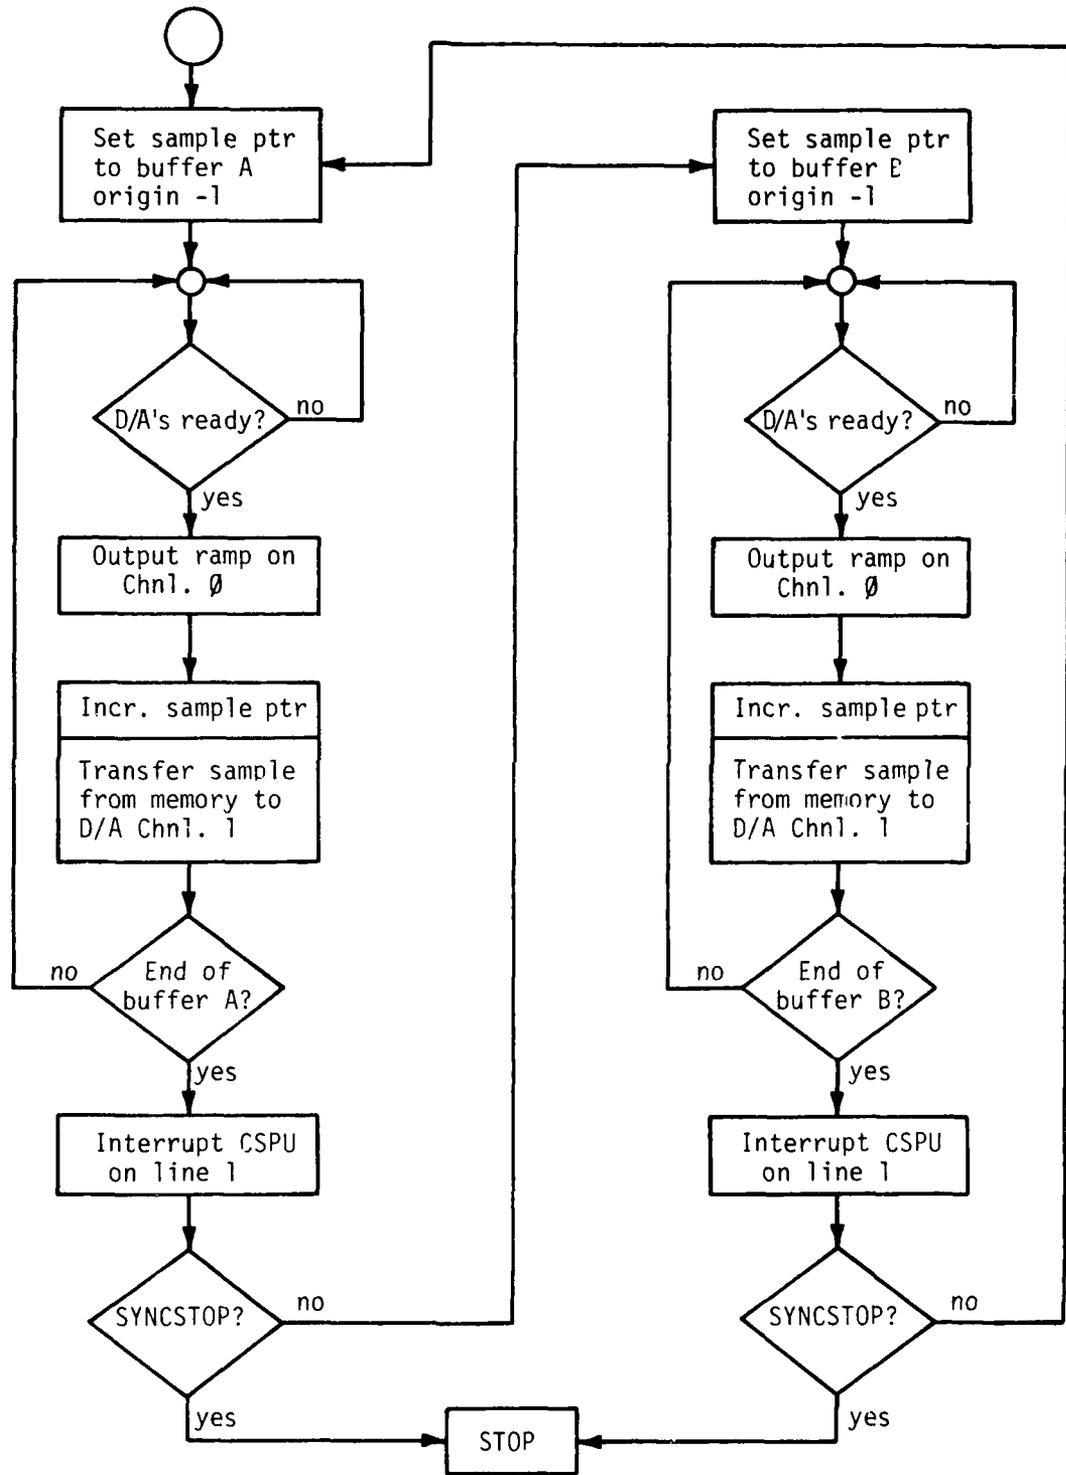 Set sample ptr
to buffer A
origin -1
D/A's ready?
no
yes
Output ramp on
Chnl. Ø
Incr. sample ptr
Transfer sample
from memory to
D/A Chnl. 1
no
End of
buffer A?
yes
Interrupt CSPU
on line 1
SYNCSTOP?
no
yes
Set sample ptr
to buffer B
origin -1
D/A's ready?
no
yes
Output ramp on
Chnl. Ø
Incr. sample ptr
Transfer sample
from memory to
D/A Chnl. 1
no
End of
buffer B?
yes
Interrupt CSPU
on line 1
SYNCSTOP?
no
yes
STOP